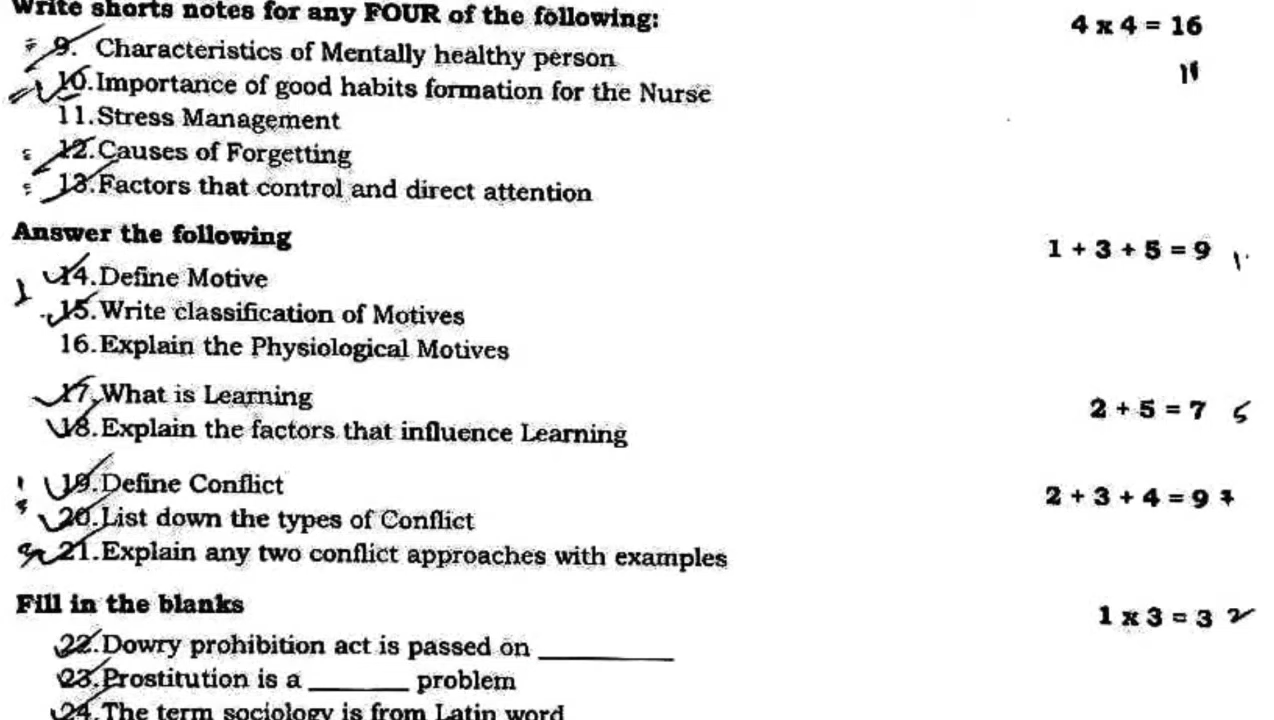 Write shorts notes for any FOUR of the following: 4 x 4 = 16
9. Characteristics of Mentally healthy person
10. Importance of good habits formation for the Nurse
11. Stress Management
12. Causes of Forgetting
13. Factors that control and direct attention
Answer the following 1 + 3 + 5 = 9
14. Define Motive
15. Write classification of Motives
16. Explain the Physiological Motives
17. What is Learning 2 + 5 = 7 5
18. Explain the factors that influence Learning
19. Define Conflict 2 + 3 + 4 = 9
20. List down the types of Conflict
21. Explain any two conflict approaches with examples
Fill in the blanks 1 x 3 = 3 2
22. Dowry prohibition act is passed on ________
23. Prostitution is a ______ problem
24. The term sociology is from Latin word